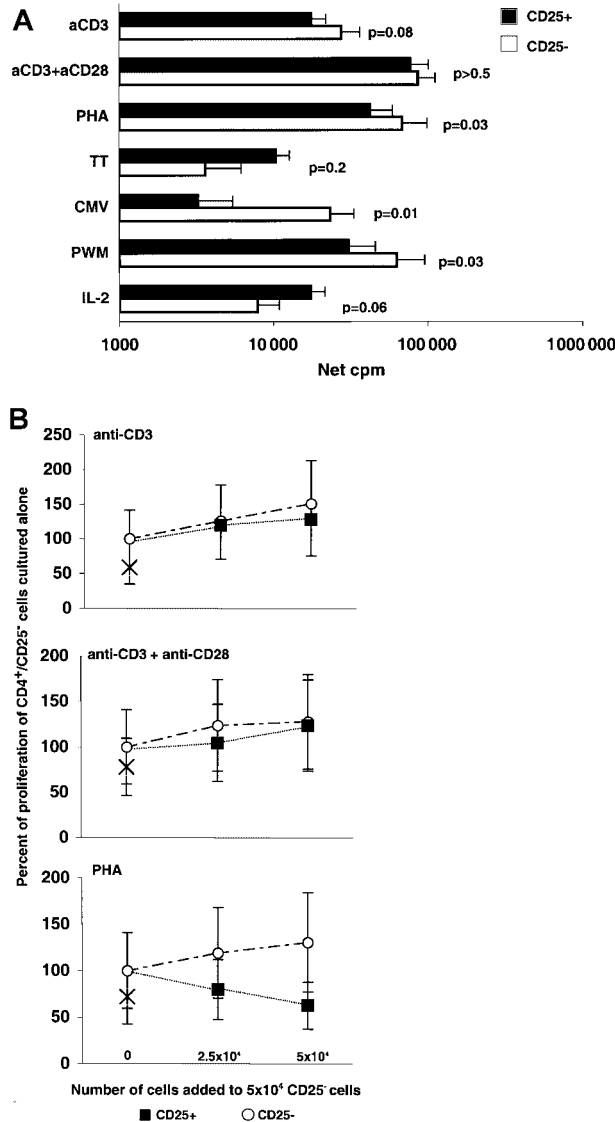 A
CD25+
CD25-
aCD3
p=0.08
aCD3+aCD28
p>0.5
PHA
p=0.03
TT
p=0.2
CMV
p=0.01
PWM
p=0.03
IL-2
p=0.06
1000
10 000
100 000
1000 000
Net cpm
B
Percent of proliferation of CD4⁺/CD25⁻ cells cultured alone
anti-CD3
250
200
150
100
50
0
anti-CD3 + anti-CD28
200
150
100
50
0
PHA
200
150
100
50
0
0 2.5x10⁴ 5x10⁴
Number of cells added to 5x10⁴ CD25⁻ cells
CD25+ CD25-